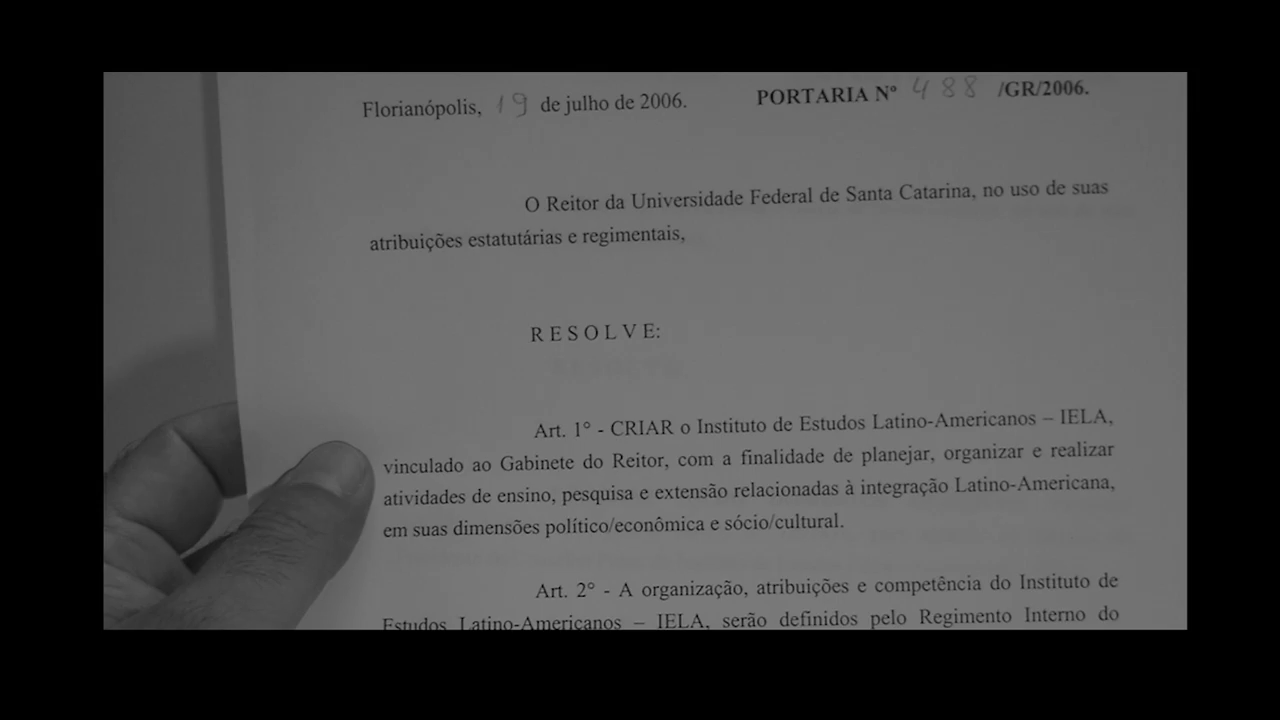 Florianópolis, 19 de julho de 2006. PORTARIA Nº 488 /GR/2006.
O Reitor da Universidade Federal de Santa Catarina, no uso de suas
atribuições estatutárias e regimentais,
R E S O L V E:
Art. 1° - CRIAR o Instituto de Estudos Latino-Americanos – IELA,
vinculado ao Gabinete do Reitor, com a finalidade de planejar, organizar e realizar
atividades de ensino, pesquisa e extensão relacionadas à integração Latino-Americana,
em suas dimensões político/econômica e sócio/cultural.
Art. 2° - A organização, atribuições e competência do Instituto de
Estudos Latino-Americanos – IELA, serão definidos pelo Regimento Interno do